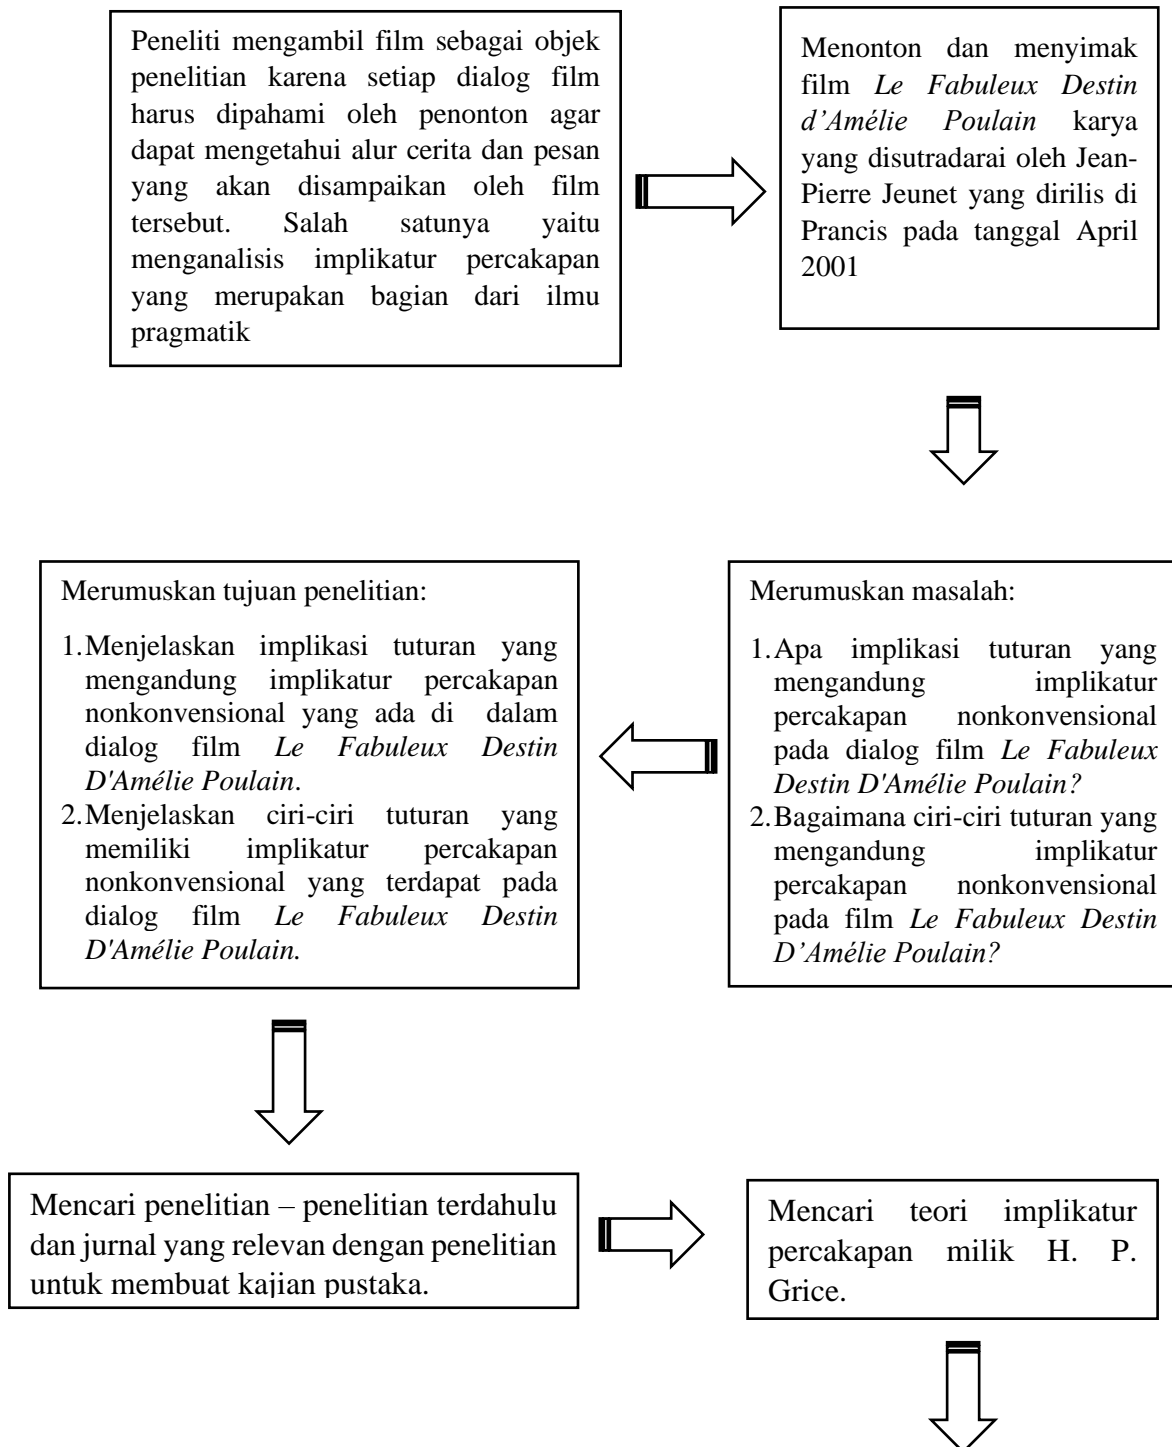 Peneliti mengambil film sebagai objek
penelitian karena setiap dialog film
harus dipahami oleh penonton agar
dapat mengetahui alur cerita dan pesan
yang akan disampaikan oleh film
tersebut. Salah satunya yaitu
menganalisis implikatur percakapan
yang merupakan bagian dari ilmu
pragmatik
Menonton dan menyimak
film Le Fabuleux Destin
d’Amélie Poulain karya
yang disutradarai oleh Jean-
Pierre Jeunet yang dirilis di
Prancis pada tanggal April
2001
Merumuskan masalah:
1. Apa implikasi tuturan yang
mengandung implikatur
percakapan nonkonvensional
pada dialog film Le Fabuleux
Destin D'Amélie Poulain?
2. Bagaimana ciri-ciri tuturan yang
mengandung implikatur
percakapan nonkonvensional
pada film Le Fabuleux Destin
D’Amélie Poulain?
Merumuskan tujuan penelitian:
1. Menjelaskan implikasi tuturan yang
mengandung implikatur percakapan
nonkonvensional yang ada di dalam
dialog film Le Fabuleux Destin
D'Amélie Poulain.
2. Menjelaskan ciri-ciri tuturan yang
memiliki implikatur percakapan
nonkonvensional yang terdapat pada
dialog film Le Fabuleux Destin
D'Amélie Poulain.
Mencari penelitian – penelitian terdahulu
dan jurnal yang relevan dengan penelitian
untuk membuat kajian pustaka.
Mencari teori implikatur
percakapan milik H. P.
Grice.